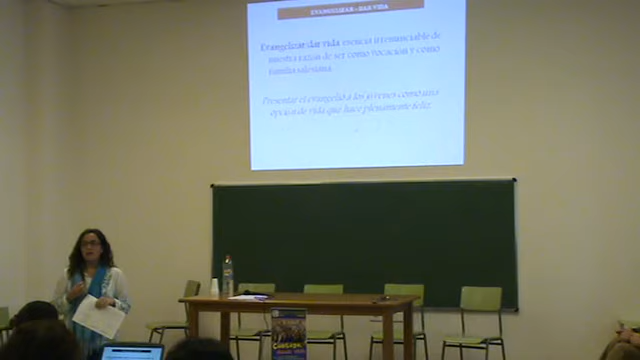 EVANGELIZAR - DAR VIDA
Evangelizar/dar vida esencia irrenunciable de
nuestra razón de ser como vocación y como
familia salesiana.
Presentar el evangelio a los jóvenes como una
opción de vida que hace plenamente feliz.